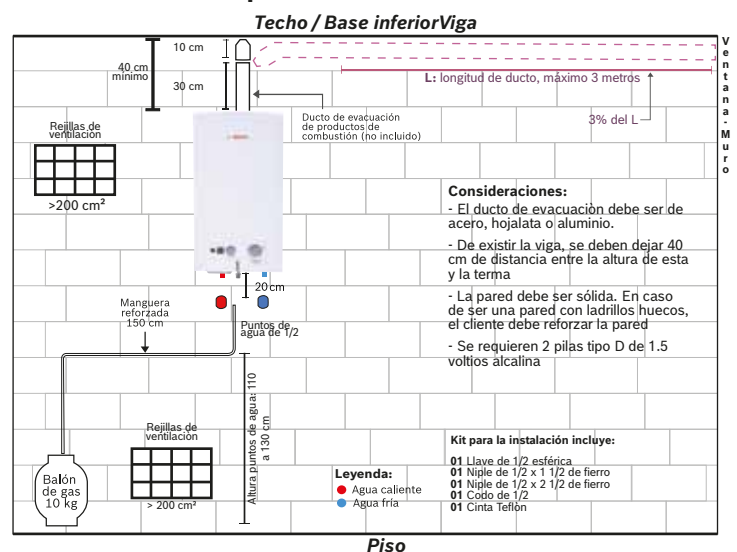 Techo / Base inferiorViga
10 cm
40 cm
mínimo
30 cm
L: longitud de ducto, máximo 3 metros
3% del L
Ventana - Muro
Ducto de evacuación
de productos de
combustión (no incluido)
Rejillas de
ventilación
>200 cm²
Consideraciones:
- El ducto de evacuaciòn debe ser de
acero, hojalata o aluminio.
- De existir la viga, se deben dejar 40
cm de distancia entre la altura de esta
y la terma
- La pared debe ser sólida. En caso
de ser una pared con ladrillos huecos,
el cliente debe reforzar la pared
- Se requieren 2 pilas tipo D de 1.5
voltios alcalina
20 cm
Manguera
reforzada
150 cm
Puntos de
agua de 1/2
Altura puntos de agua: 110
a 130 cm
Rejillas de
ventilaciòn
> 200 cm²
Balón
de gas
10 kg
Leyenda:
Agua caliente
Agua fría
Kit para la instalación incluye:
01 Llave de 1/2 esférica
01 Niple de 1/2 x 1 1/2 de fierro
01 Niple de 1/2 x 2 1/2 de fierro
01 Codo de 1/2
01 Cinta Teflòn
Piso